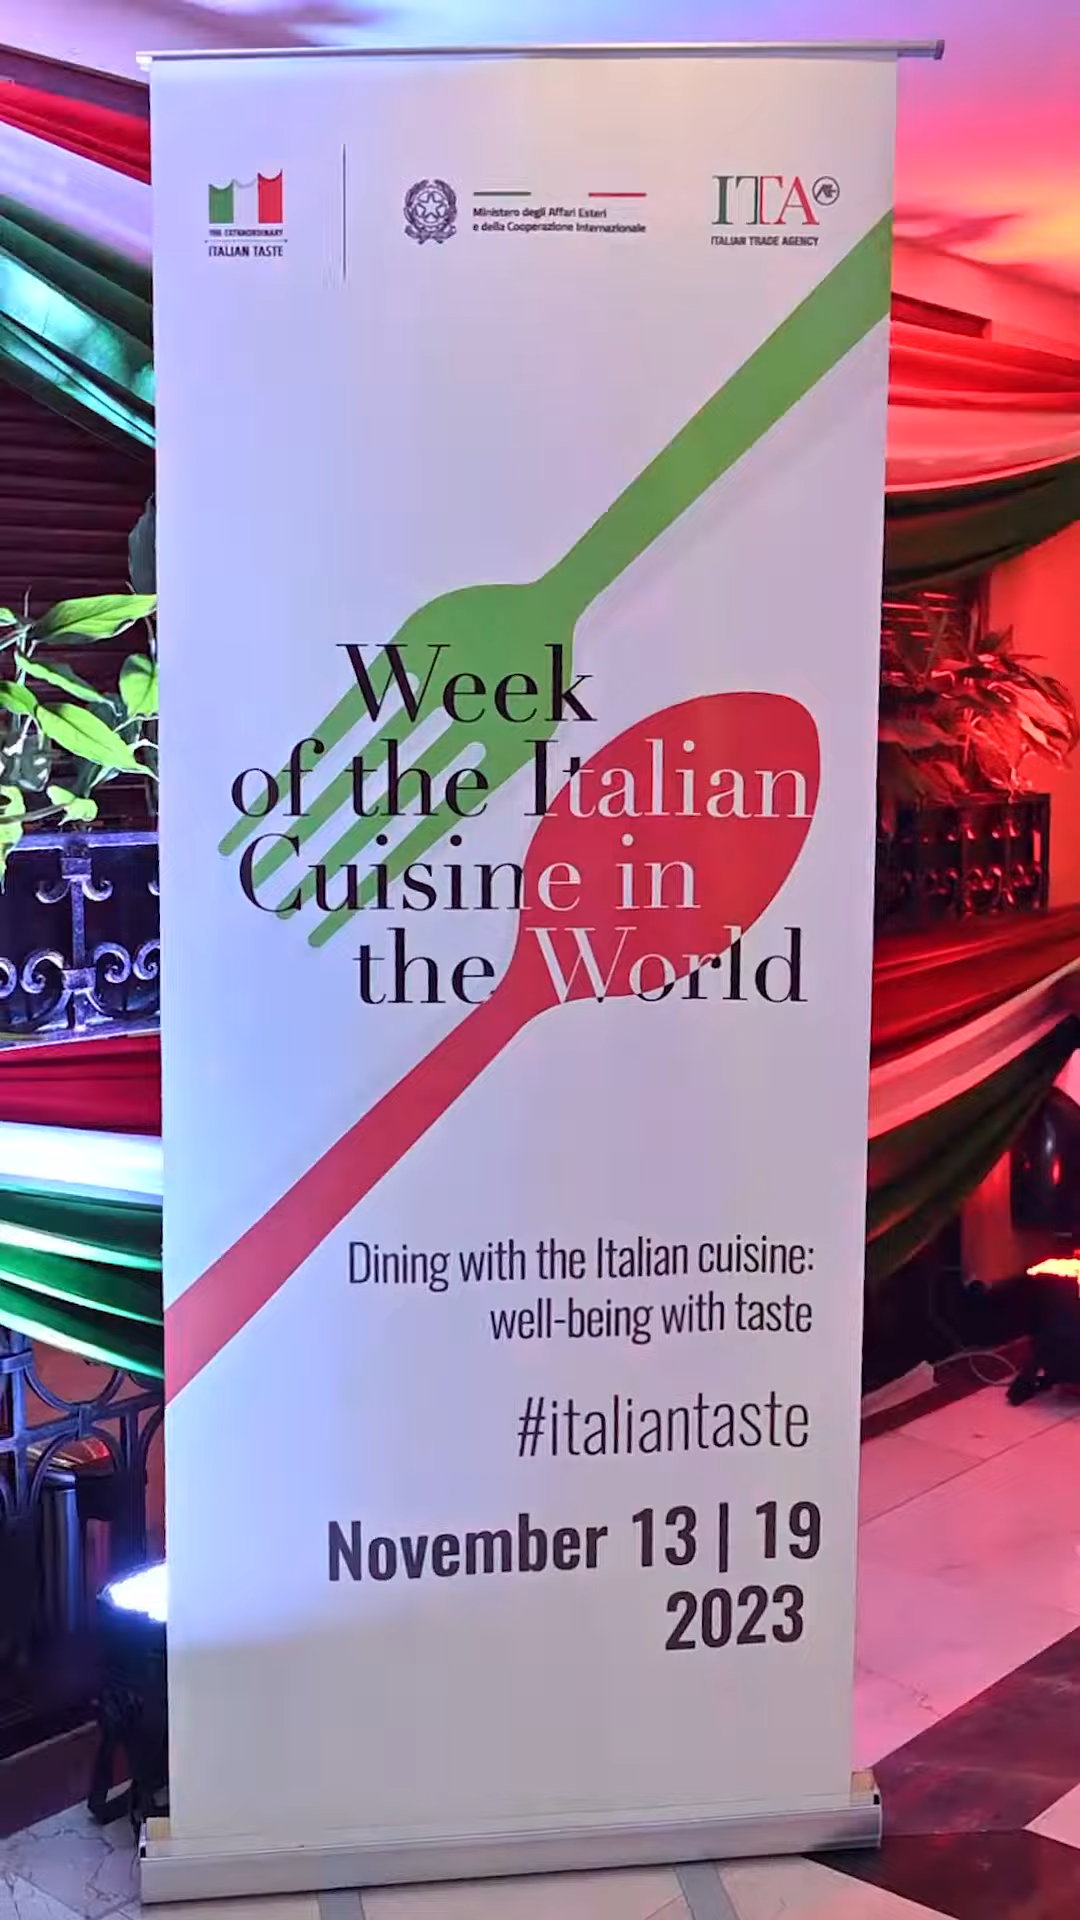 THE EXTRAORDINARY
ITALIAN TASTE
Ministero degli Affari Esteri
e della Cooperazione Internazionale
ITA
ITALIAN TRADE AGENCY
Week
of the Italian
Cuisine in
the World
Dining with the Italian cuisine:
well-being with taste
#italiantaste
November 13 | 19
2023